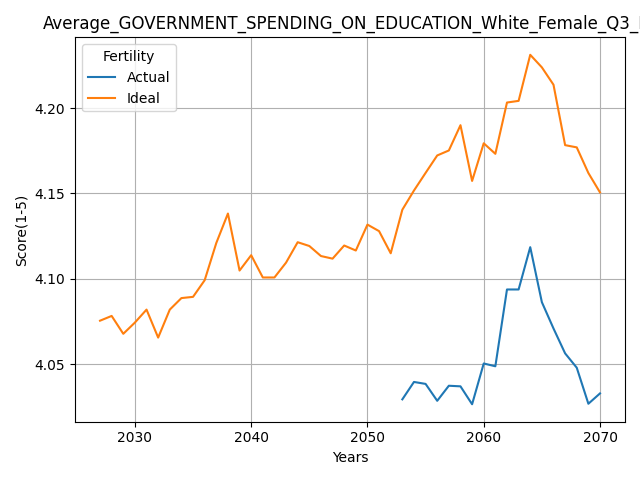 Average_GOVERNMENT_SPENDING_ON_EDUCATION_White_Female_Q3_
Fertility
Actual
Ideal
4.20
4.15
4.10
4.05
Score(1-5)
2030 2040 2050 2060 2070
Years